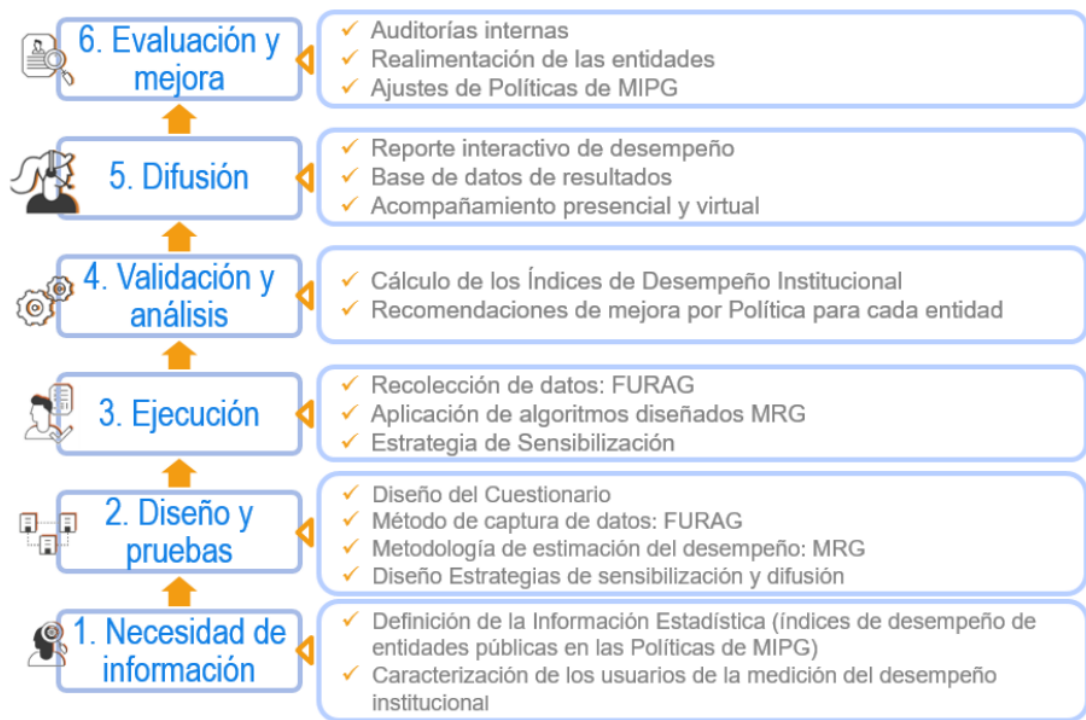 6. Evaluación y
mejora
✓ Auditorías internas
✓ Realimentación de las entidades
✓ Ajustes de Políticas de MIPG
5. Difusión
✓ Reporte interactivo de desempeño
✓ Base de datos de resultados
✓ Acompañamiento presencial y virtual
4. Validación y
análisis
✓ Cálculo de los Índices de Desempeño Institucional
✓ Recomendaciones de mejora por Política para cada entidad
3. Ejecución
✓ Recolección de datos: FURAG
✓ Aplicación de algoritmos diseñados MRG
✓ Estrategia de Sensibilización
2. Diseño y
pruebas
✓ Diseño del Cuestionario
✓ Método de captura de datos: FURAG
✓ Metodología de estimación del desempeño: MRG
✓ Diseño Estrategias de sensibilización y difusión
1. Necesidad de
información
✓ Definición de la Información Estadística (índices de desempeño de
entidades públicas en las Políticas de MIPG)
✓ Caracterización de los usuarios de la medición del desempeño
institucional